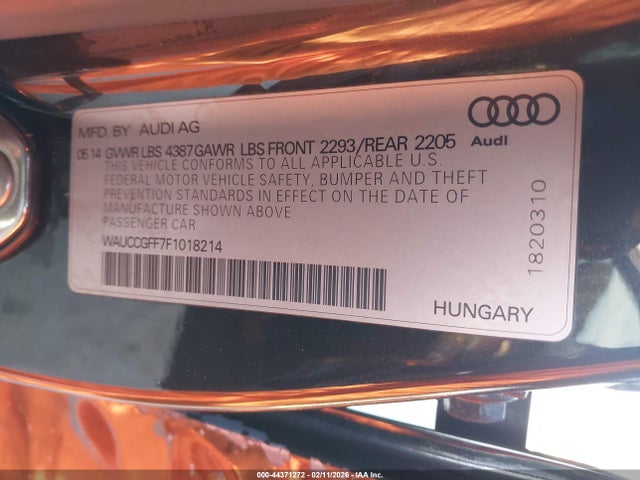 MFD. BY AUDI AG
05 14 GVWR LBS 4387 GAWR LBS FRONT 2293/REAR 2205
THIS VEHICLE CONFORMS TO ALL APPLICABLE U.S.
FEDERAL MOTOR VEHICLE SAFETY, BUMPER AND THEFT
PREVENTION STANDARDS IN EFFECT ON THE DATE OF
MANUFACTURE SHOWN ABOVE
PASSENGER CAR
WAUCCGFF7F1018214
Audi
1820310
HUNGARY
000-44371272 - 02/11/2026 - IAA Inc.